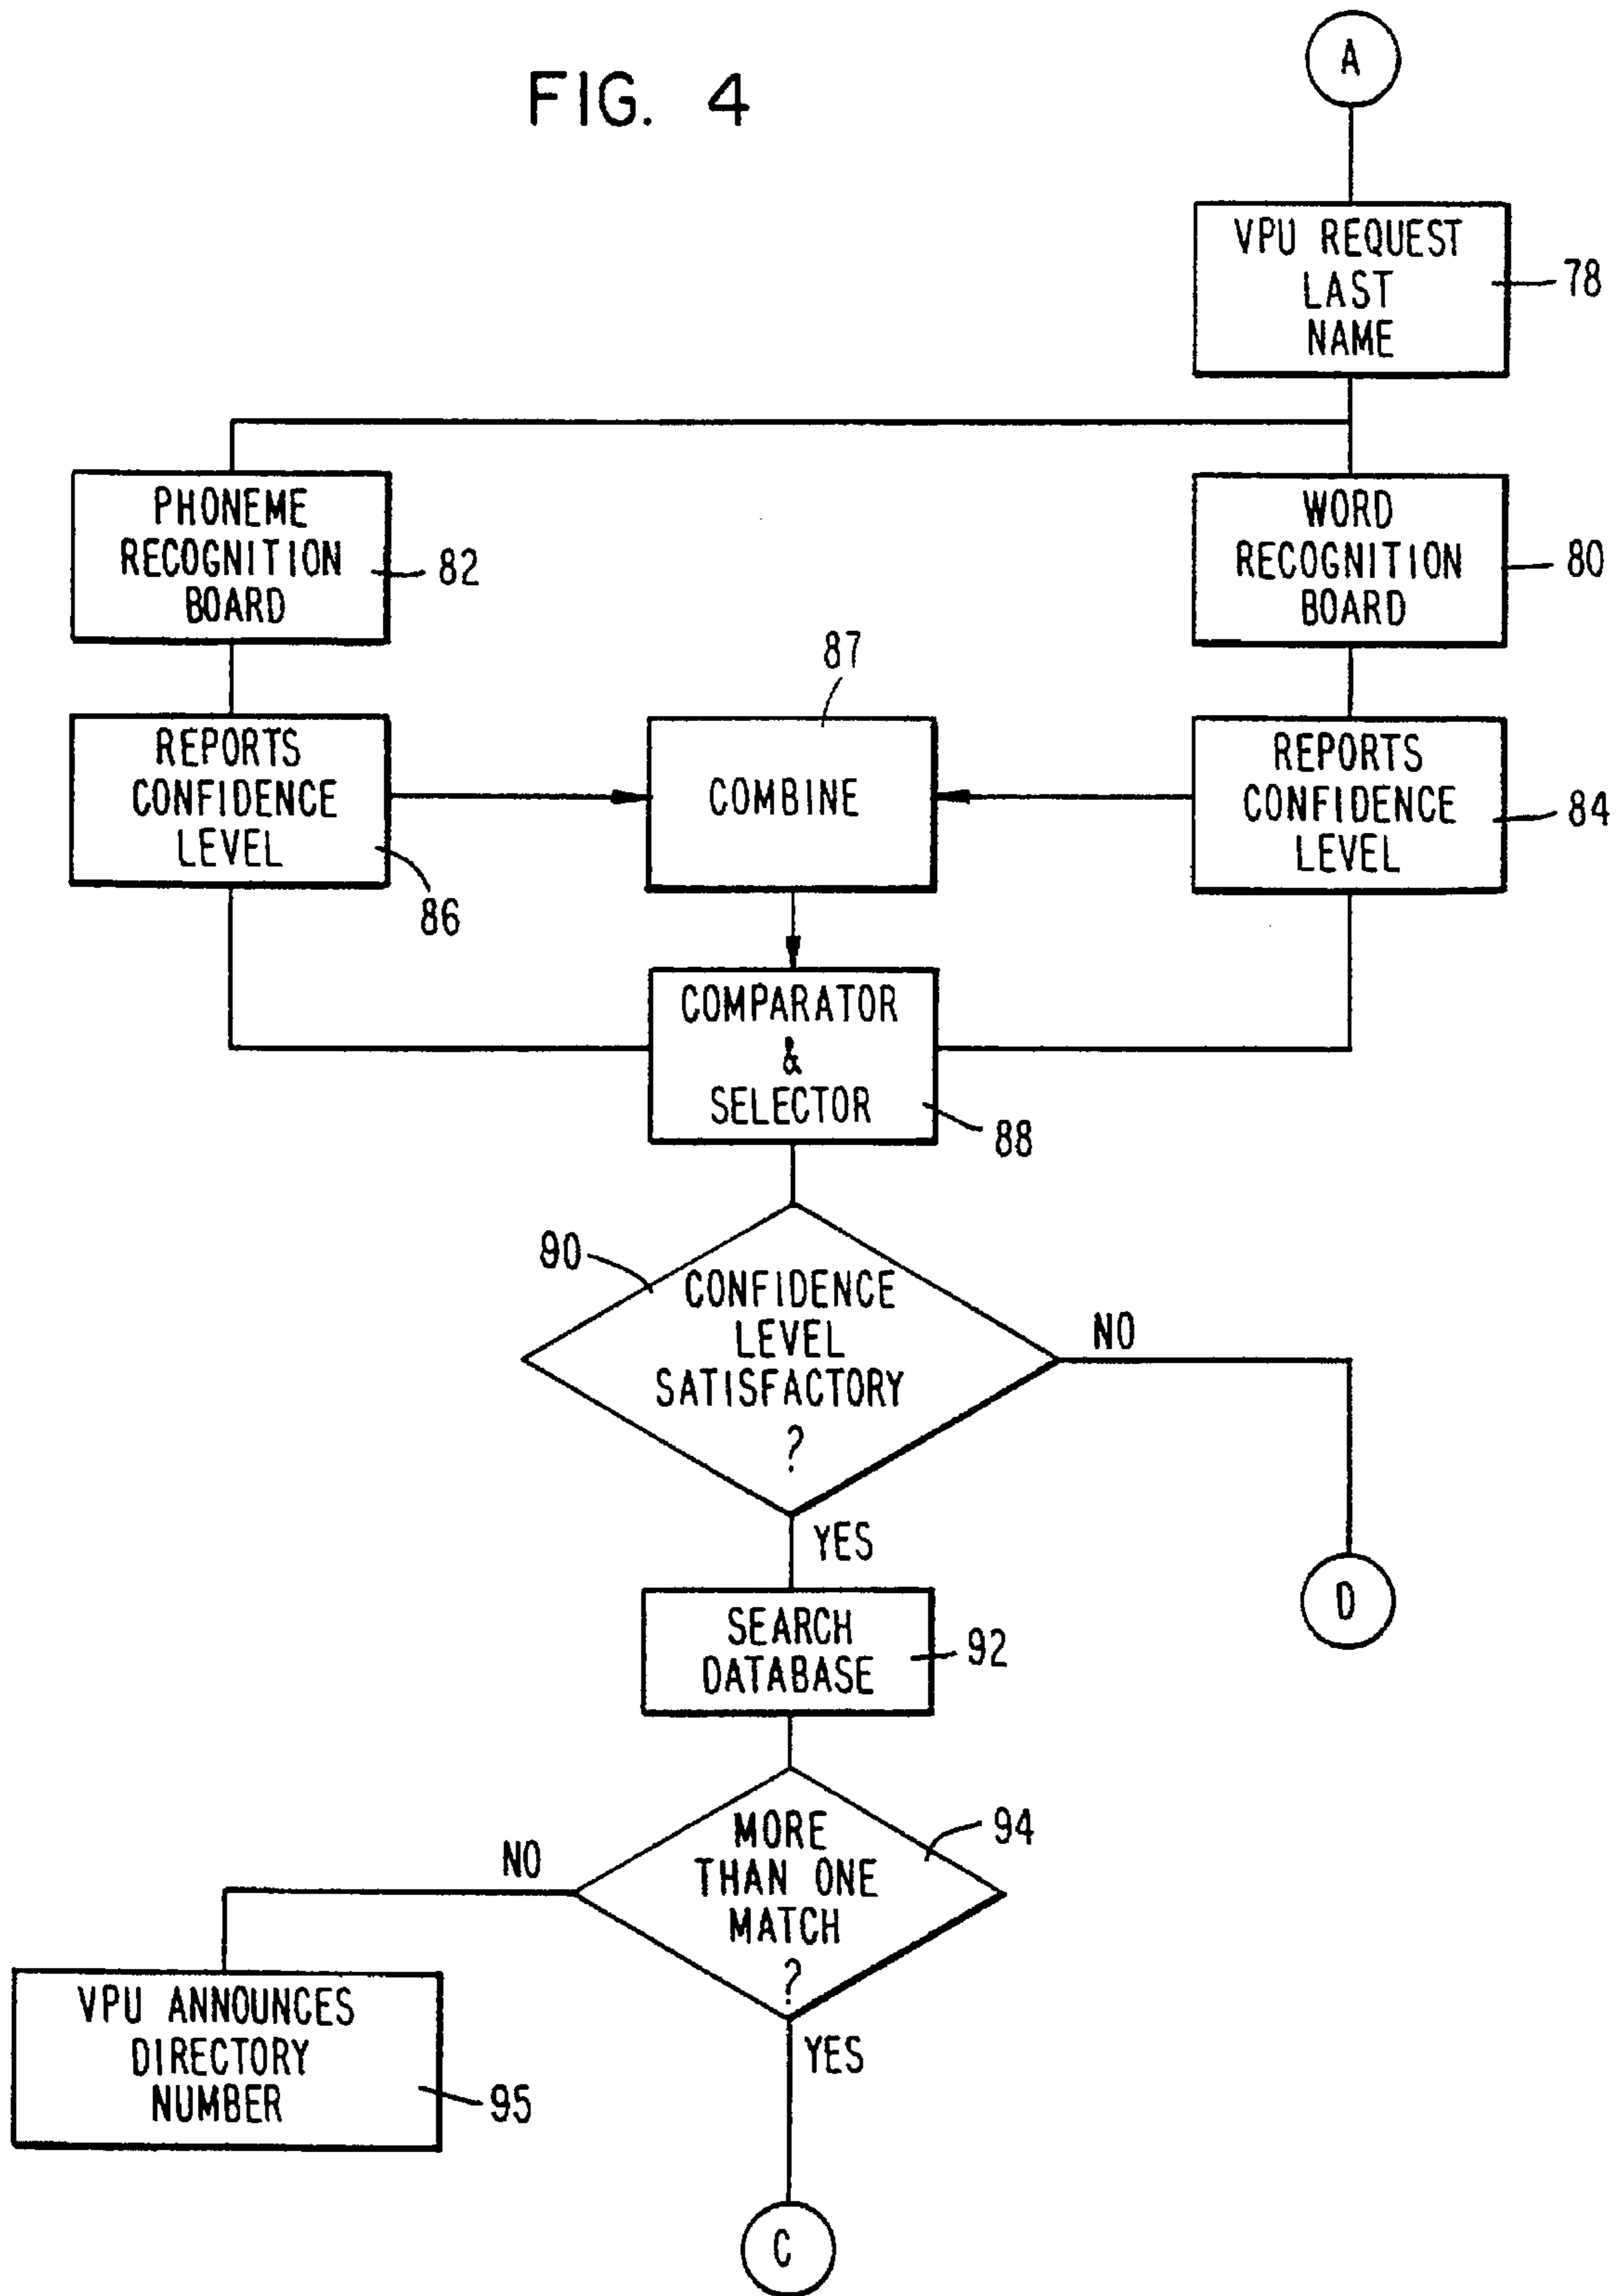 FIG. 4
A
VPU REQUEST
LAST
NAME
78
PHONEME
RECOGNITION
BOARD
82
WORD
RECOGNITION
BOARD
80
87
REPORTS
CONFIDENCE
LEVEL
86
COMBINE
REPORTS
CONFIDENCE
LEVEL
84
COMPARATOR
&
SELECTOR
88
90
CONFIDENCE
LEVEL
SATISFACTORY
?
NO
YES
D
SEARCH
DATABASE
92
MORE
THAN ONE
MATCH
?
94
NO
YES
VPU ANNOUNCES
DIRECTORY
NUMBER
95
C